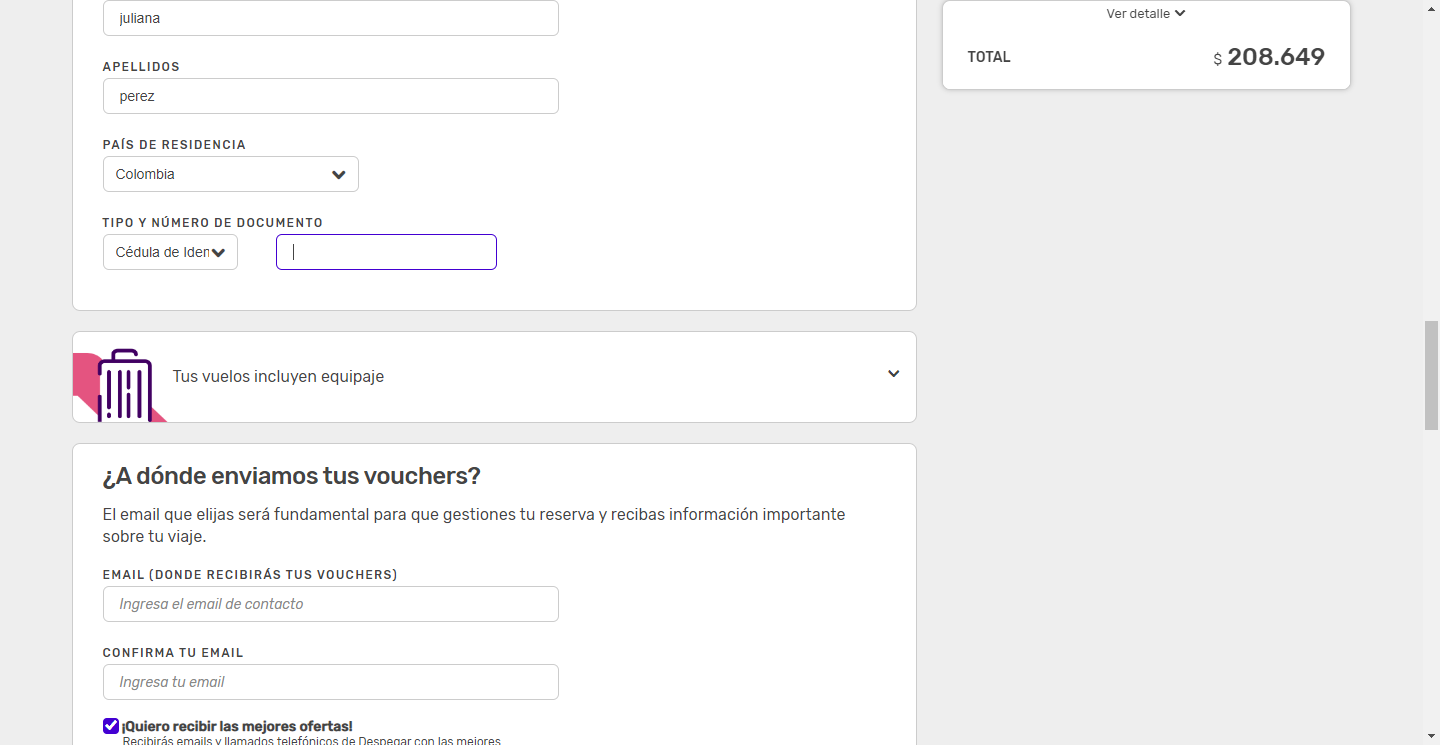 juliana
APELLIDOS
perez
PAÍS DE RESIDENCIA
Colombia
TIPO Y NÚMERO DE DOCUMENTO
Cédula de Iden
Ver detalle
TOTAL $ 208.649
Tus vuelos incluyen equipaje
¿A dónde enviamos tus vouchers?
El email que elijas será fundamental para que gestiones tu reserva y recibas información importante
sobre tu viaje.
EMAIL (DONDE RECIBIRÁS TUS VOUCHERS)
Ingresa el email de contacto
CONFIRMA TU EMAIL
Ingresa tu email
¡Quiero recibir las mejores ofertas!
Recibirás emails y llamados telefónicos de Despegar con las mejores